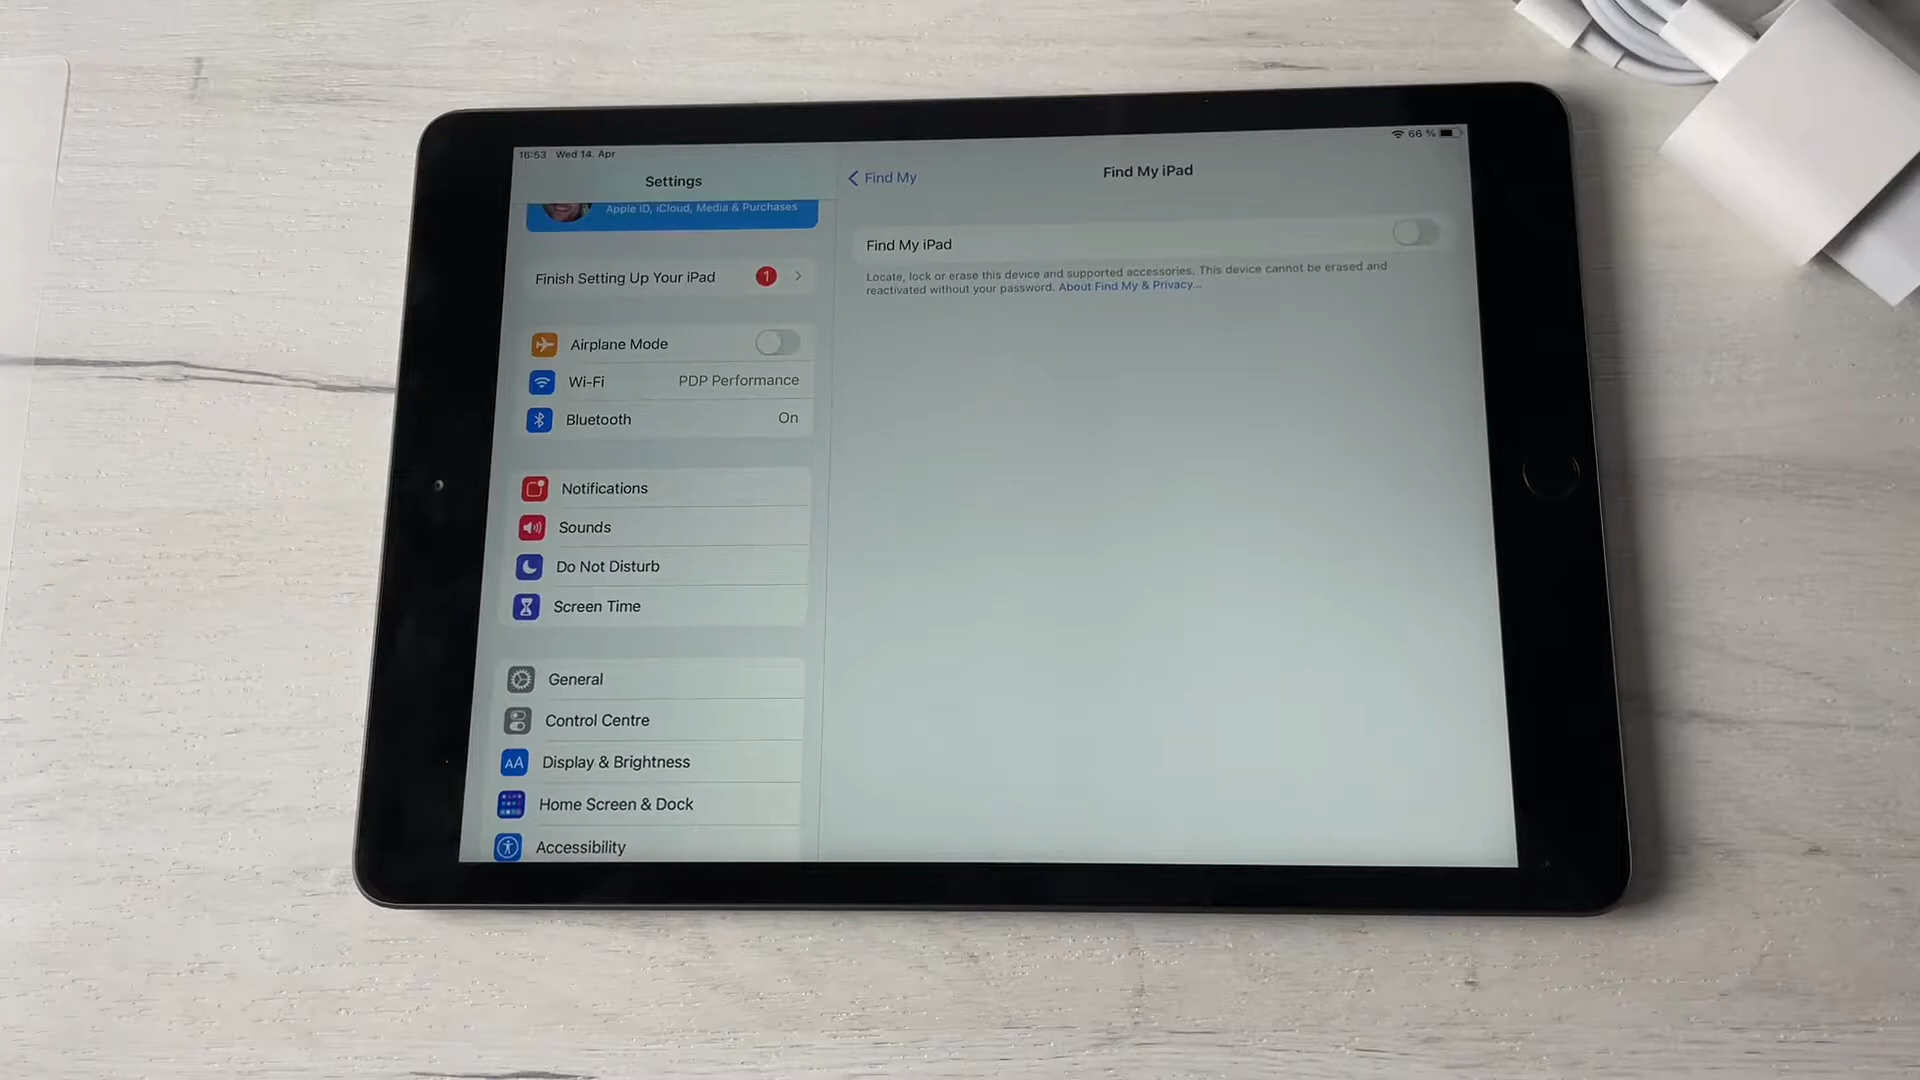 16:53 Wed 14. Apr
66 %
Settings
Apple ID, iCloud, Media & Purchases
Finish Setting Up Your iPad
1
Airplane Mode
Wi-Fi
PDP Performance
Bluetooth
On
Notifications
Sounds
Do Not Disturb
Screen Time
General
Control Centre
AA
Display & Brightness
Home Screen & Dock
Accessibility
Find My
Find My iPad
Find My iPad
Locate, lock or erase this device and supported accessories. This device cannot be erased and
reactivated without your password. About Find My & Privacy...